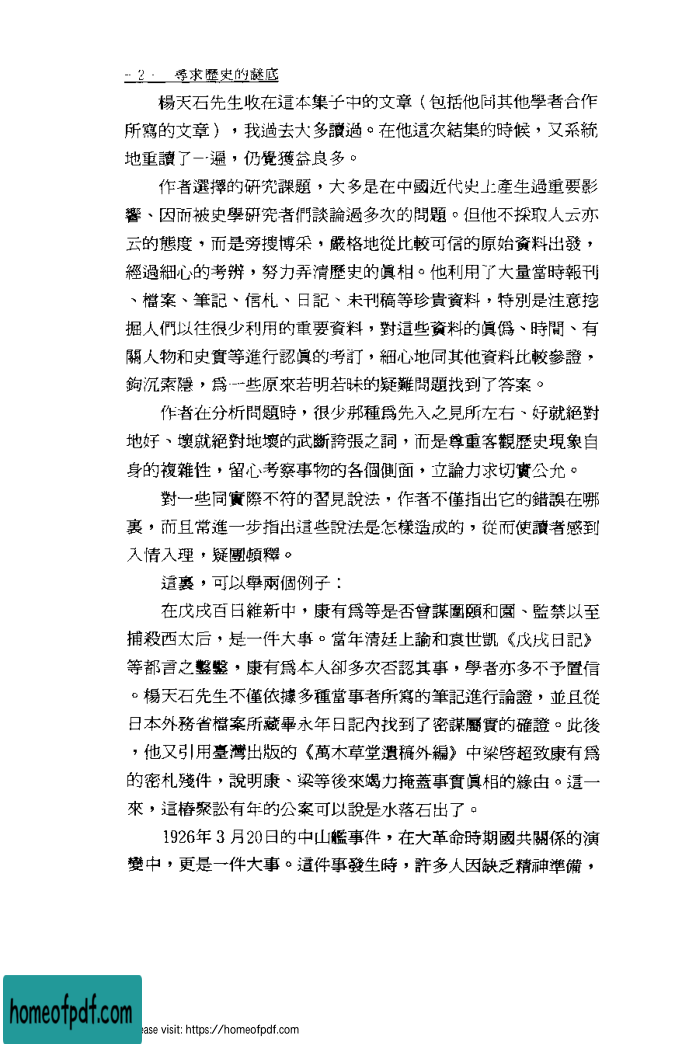 -2- 尋求歷史的謎底
楊天石先生收在這本集子中的文章(包括他同其他學者合作
所寫的文章),我過去大多讀過。在他這次結集的時候,又系統
地重讀了一遍,仍覺獲益良多。
作者選擇的研究課題,大多是在中國近代史上產生過重要影
響、因而被史學研究者們談論過多次的問題。但他不採取人云亦
云的態度,而是旁搜博采,嚴格地從比較可信的原始資料出發,
經過細心的考辨,努力弄清歷史的眞相。他利用了大量當時報刊
、檔案、筆記、信札、日記、未刊稿等珍貴資料,特別是注意挖
掘人們以往很少利用的重要資料,對這些資料的眞僞、時間、有
關人物和史實等進行認眞的考訂,細心地同其他資料比較參證,
鈎沉索隱,爲一些原來若明若昧的疑難問題找到了答案。
作者在分析問題時,很少那種爲先入之見所左右、好就絕對
地好、壞就絕對地壞的武斷誇張之詞,而是尊重客觀歷史現象自
身的複雜性,留心考察事物的各個側面,立論力求切實公允。
對一些同實際不符的習見說法,作者不僅指出它的錯誤在哪
裏,而且常進一步指出這些說法是怎樣造成的,從而使讀者感到
入情入理,疑團頓釋。
這裏,可以舉兩個例子:
在戊戌百日維新中,康有爲等是否曾謀圍頤和園、監禁以至
捕殺西太后,是一件大事。當年清廷上諭和袁世凱《戊戌日記》
等都言之鑿鑿,康有爲本人卻多次否認其事,學者亦多不予置信
。楊天石先生不僅依據多種當事者所寫的筆記進行論證,並且從
日本外務省檔案所藏畢永年日記內找到了密謀屬實的確證。此後
,他又引用臺灣出版的《萬木草堂遺稿外編》中梁啓超致康有爲
的密札殘件,說明康、梁等後來竭力掩蓋事實眞相的緣由。這一
來,這樁聚訟有年的公案可以說是水落石出了。
1926年3月20日的中山艦事件,在大革命時期國共關係的演
變中,更是一件大事。這件事發生時,許多人因缺乏精神準備,
homeofpdf.com
ease visit: https://homeofpdf.com